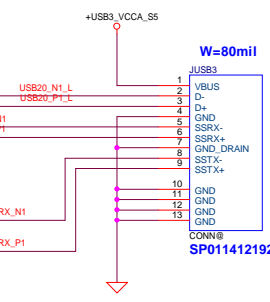 +USB3_VCCA_S5
W=80mil
JUSB3
1 VBUS
USB20_N1_L 2 D-
USB20_P1_L 3 D+
4 GND
5 SSRX-
6 SSRX+
7 GND_DRAIN
8 SSTX-
9 SSTX+
10 GND
11 GND
12 GND
RX_N1 13 GND
CONN@
RX_P1
SP011412192